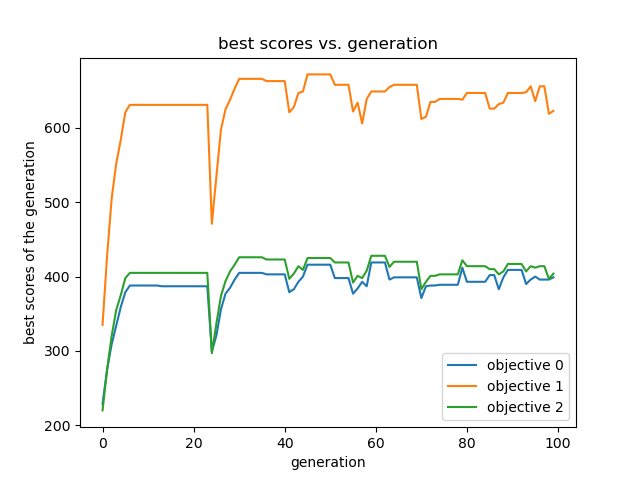 best scores vs. generation
best scores of the generation
600
500
400
300
200
0 20 40 60 80 100
generation
objective 0
objective 1
objective 2